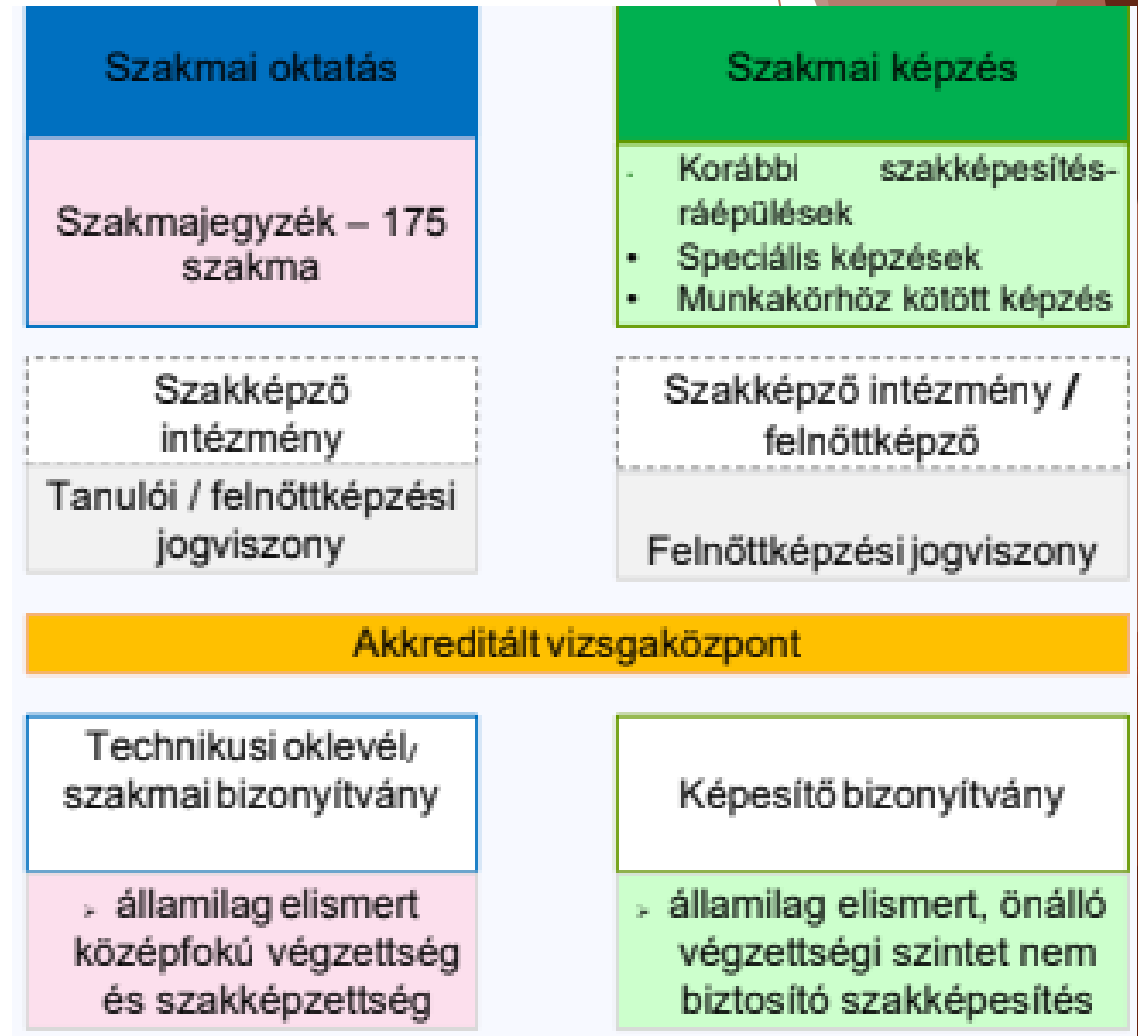 Szakmai oktatás
Szakmajegyzék – 175
szakma
Szakképző
intézmény
Tanulói / felnőttképzési
jogviszony
Szakmai képzés
- Korábbi szakképesítés-
ráépülések
• Speciális képzések
• Munkakörhöz kötött képzés
Szakképző intézmény /
felnőttképző
Felnőttképzési jogviszony
Akkreditált vizsgaközpont
Technikusi oklevél/
szakmai bizonyítvány
➢ államilag elismert
középfokú végzettség
és szakképzettség
Képesítő bizonyítvány
➢ államilag elismert, önálló
végzettségi szintet nem
biztosító szakképesítés